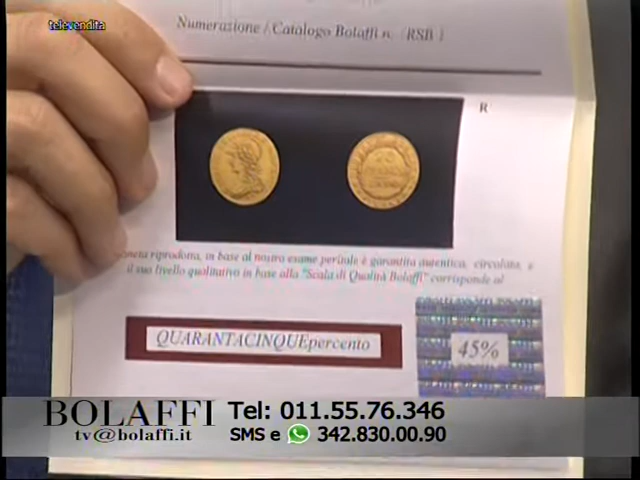 televendita
Numerazione / Catalogo Bolaffi n. (RSB)
R
moneta riprodotta, in base al nostro esame peritale è garantita autentica, circolata, e
il suo livello qualitativo in base alla "Scala di Qualità Bolaffi" corrisponde al
QUARANTACINQUEpercento
45%
BOLAFFI
tv@bolaffi.it
Tel: 011.55.76.346
SMS e 342.830.00.90